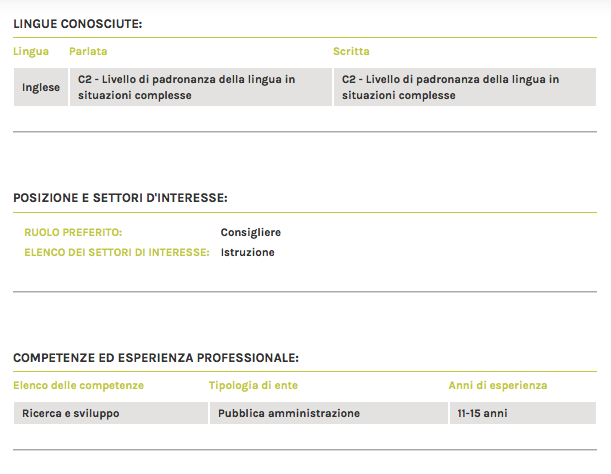 LINGUE CONOSCIUTE:
Lingua Parlata Scritta
Inglese
C2 - Livello di padronanza della lingua in
situazioni complesse
C2 - Livello di padronanza della lingua in
situazioni complesse
POSIZIONE E SETTORI D'INTERESSE:
RUOLO PREFERITO: Consigliere
ELENCO DEI SETTORI DI INTERESSE: Istruzione
COMPETENZE ED ESPERIENZA PROFESSIONALE:
Elenco delle competenze Tipologia di ente Anni di esperienza
Ricerca e sviluppo Pubblica amministrazione 11-15 anni